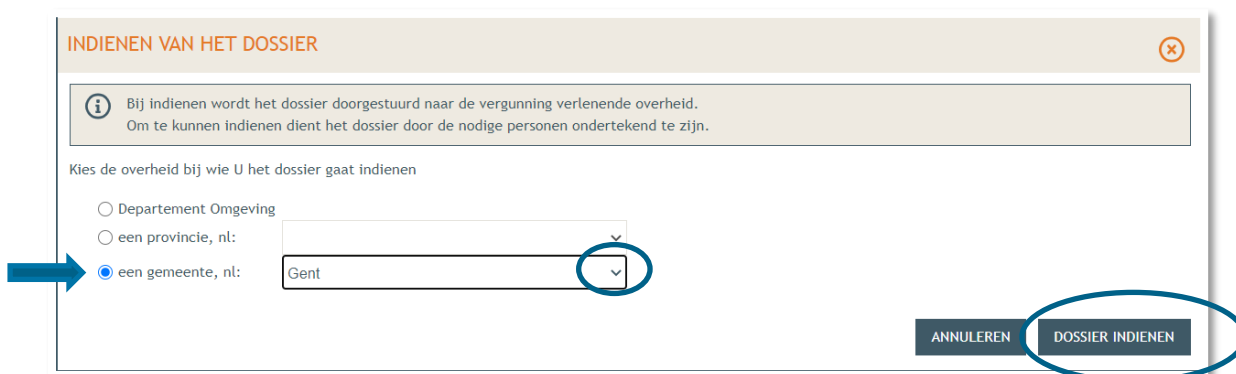 INDIENEN VAN HET DOSSIER
Bij indienen wordt het dossier doorgestuurd naar de vergunning verlenende overheid.
Om te kunnen indienen dient het dossier door de nodige personen ondertekend te zijn.
Kies de overheid bij wie U het dossier gaat indienen
Departement Omgeving
een provincie, nl:
een gemeente, nl: Gent
ANNULEREN DOSSIER INDIENEN